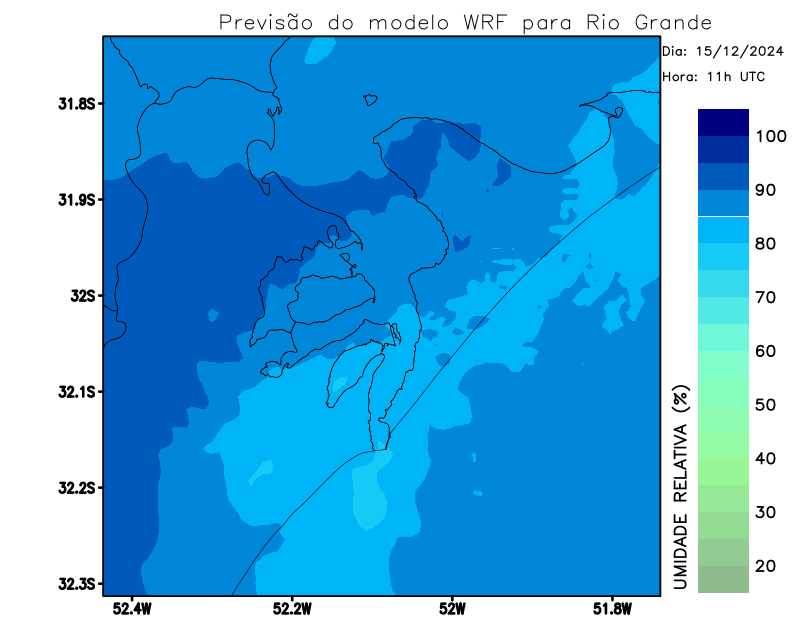 Previsão do modelo WRF para Rio Grande
Dia: 15/12/2024
Hora: 11h UTC
31.8S
31.9S
32S
32.1S
32.2S
32.3S
52.4W
52.2W
52W
51.8W
UMIDADE RELATIVA (%)
100
90
80
70
60
50
40
30
20